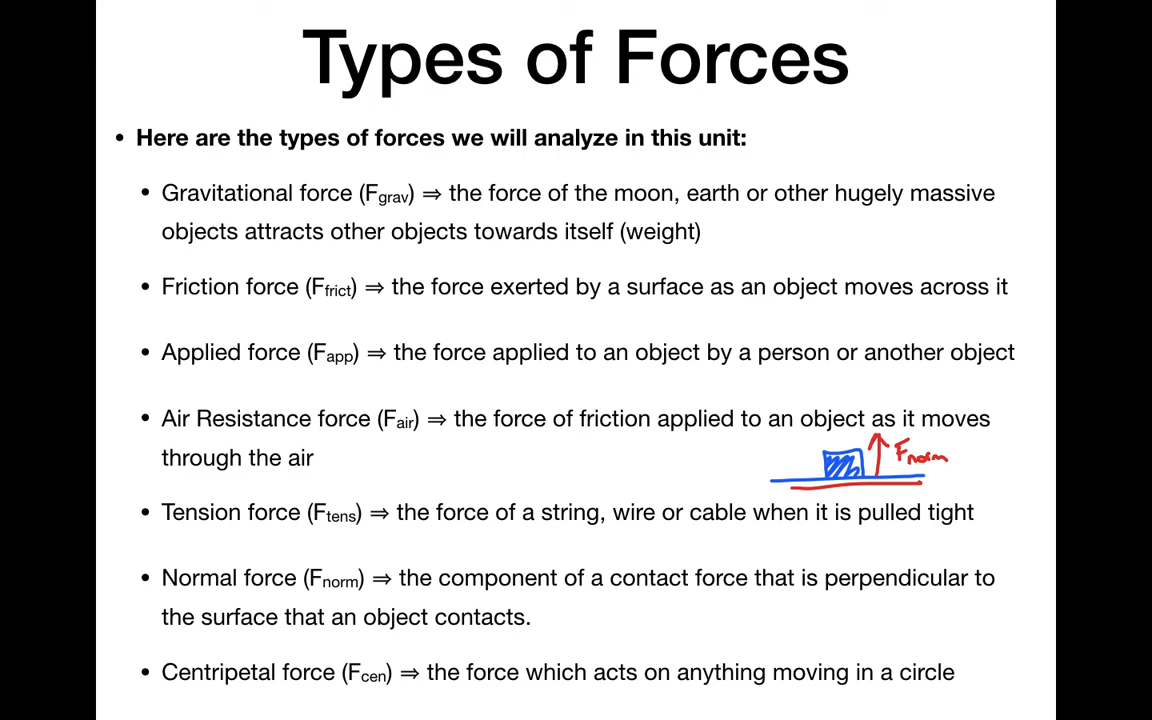 Types of Forces
• Here are the types of forces we will analyze in this unit:
• Gravitational force (Fgrav) ⇒ the force of the moon, earth or other hugely massive
objects attracts other objects towards itself (weight)
• Friction force (Ffrict) ⇒ the force exerted by a surface as an object moves across it
• Applied force (Fapp) ⇒ the force applied to an object by a person or another object
• Air Resistance force (Fair) ⇒ the force of friction applied to an object as it moves
through the air
Fnorm
• Tension force (Ftens) ⇒ the force of a string, wire or cable when it is pulled tight
• Normal force (Fnorm) ⇒ the component of a contact force that is perpendicular to
the surface that an object contacts.
• Centripetal force (Fcen) ⇒ the force which acts on anything moving in a circle